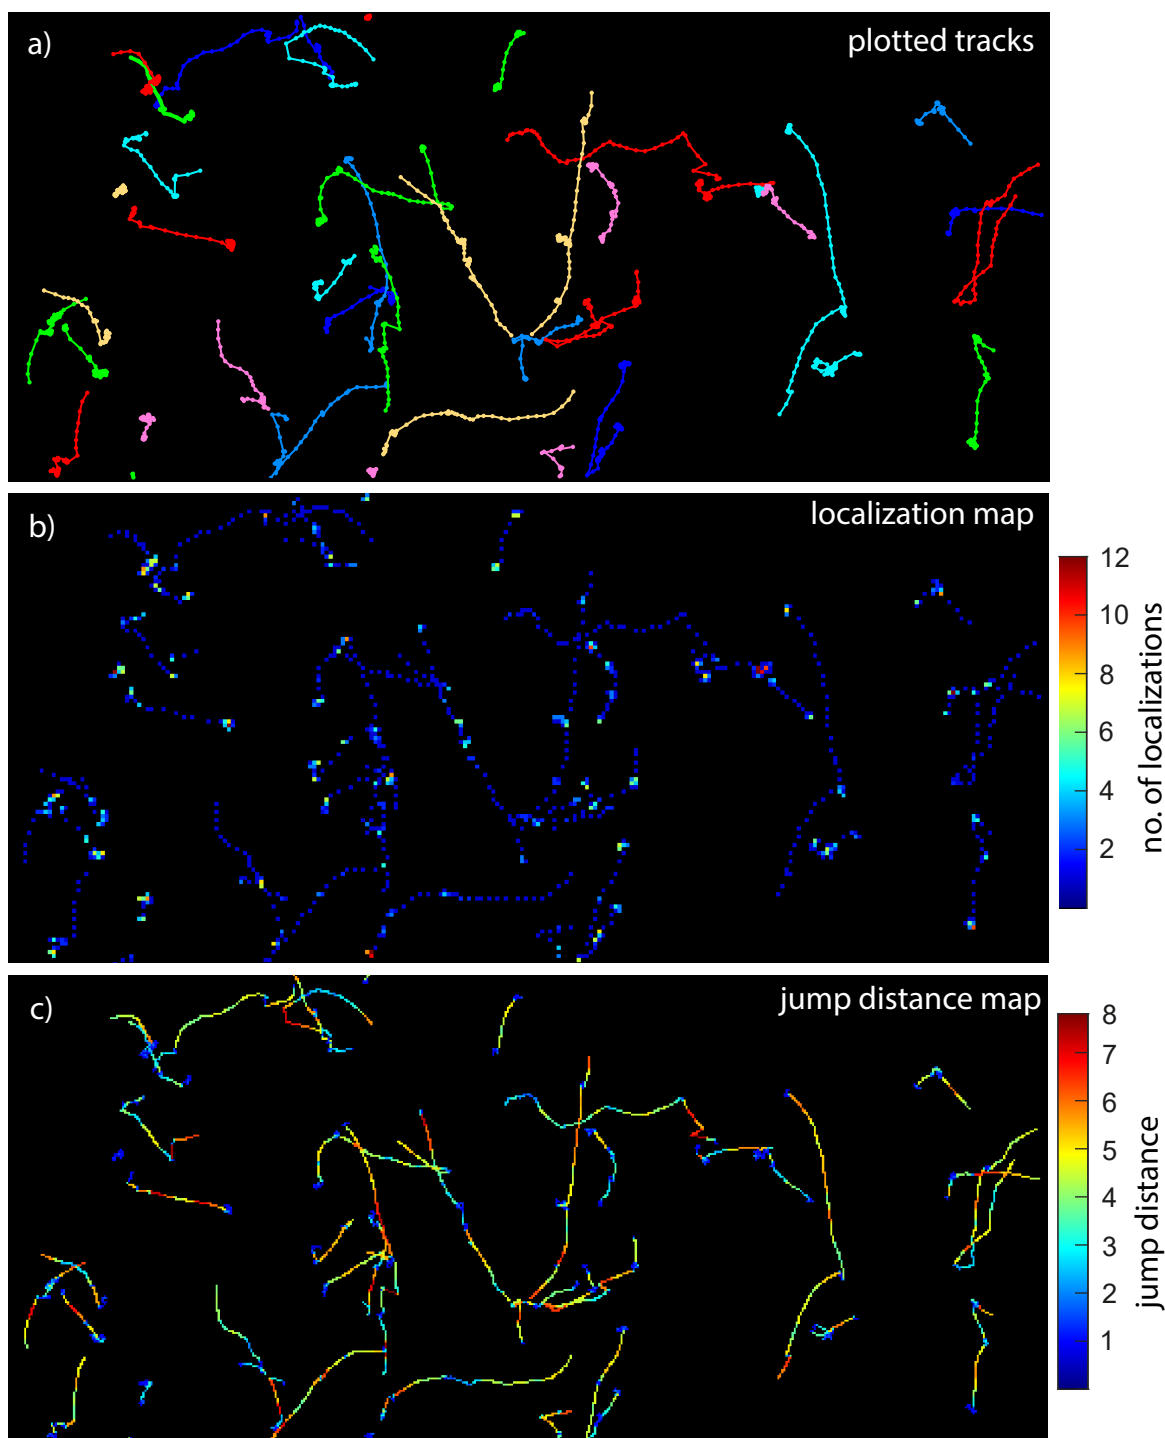 a)
plotted tracks
b)
localization map
12
10
8
6
4
2
no. of localizations
c)
jump distance map
8
7
6
5
4
3
2
1
jump distance